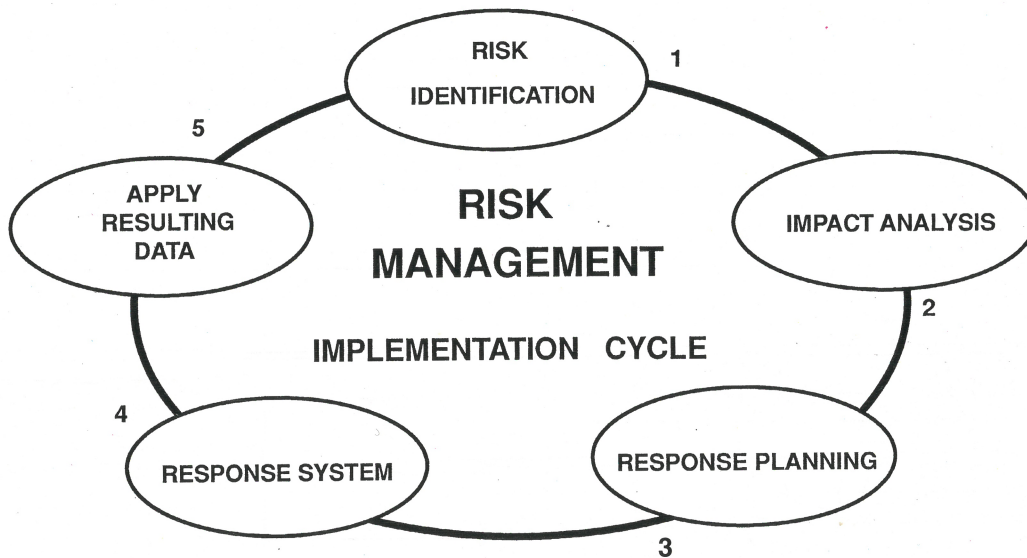 RISK
IDENTIFICATION
1
IMPACT ANALYSIS
2
RESPONSE PLANNING
3
RESPONSE SYSTEM
4
APPLY
RESULTING
DATA
5
RISK
MANAGEMENT
IMPLEMENTATION CYCLE